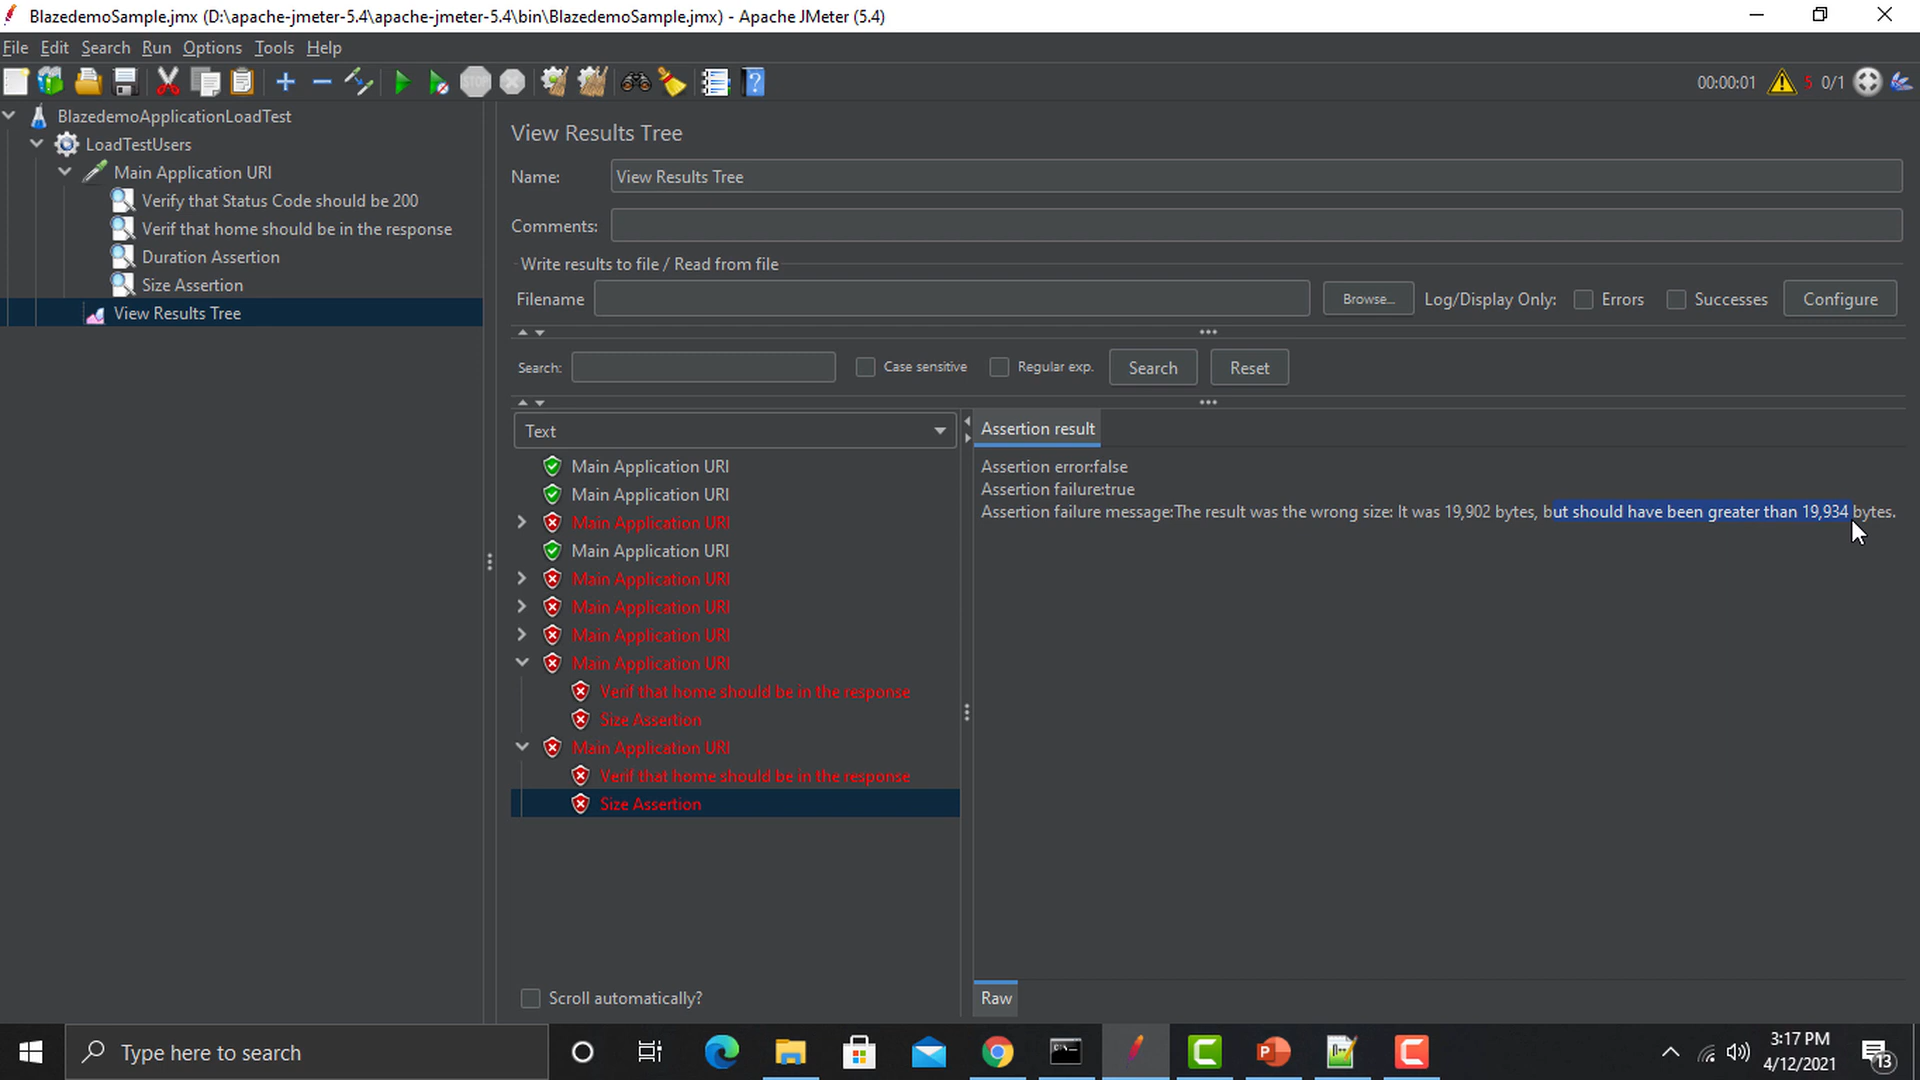 BlazedemoSample.jmx (D:\apache-jmeter-5.4\apache-jmeter-5.4\bin\BlazedemoSample.jmx) - Apache JMeter (5.4)
File Edit Search Run Options Tools Help
STOP
00:00:01 5 0/1
BlazedemoApplicationLoadTest
LoadTestUsers
Main Application URI
Verify that Status Code should be 200
Verif that home should be in the response
Duration Assertion
Size Assertion
View Results Tree
View Results Tree
Name: View Results Tree
Comments:
Write results to file / Read from file
Filename Browse... Log/Display Only: Errors Successes Configure
Search: Case sensitive Regular exp. Search Reset
Text
Main Application URI
Main Application URI
Main Application URI
Main Application URI
Main Application URI
Main Application URI
Main Application URI
Main Application URI
Verif that home should be in the response
Size Assertion
Main Application URI
Verif that home should be in the response
Size Assertion
Scroll automatically?
Assertion result
Assertion error:false
Assertion failure:true
Assertion failure message:The result was the wrong size: It was 19,902 bytes, but should have been greater than 19,934 bytes.
Raw
Type here to search
3:17 PM
4/12/2021
13